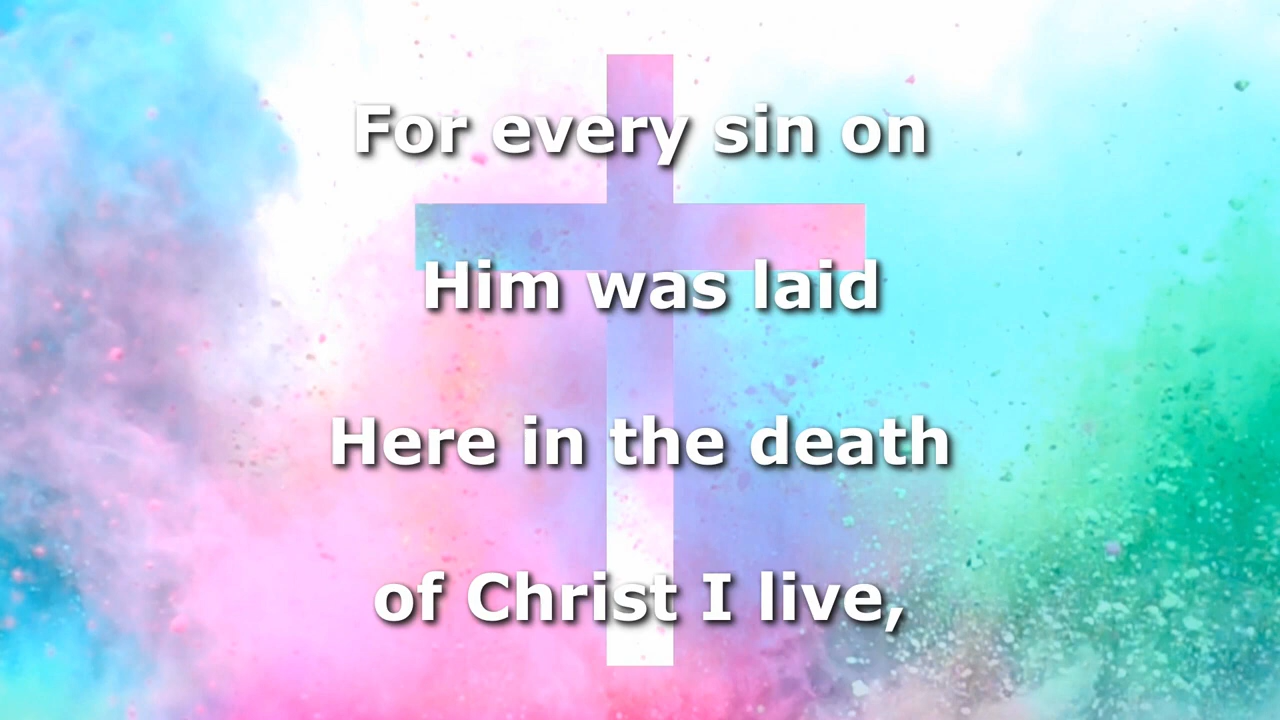 For every sin on
Him was laid
Here in the death
of Christ I live,